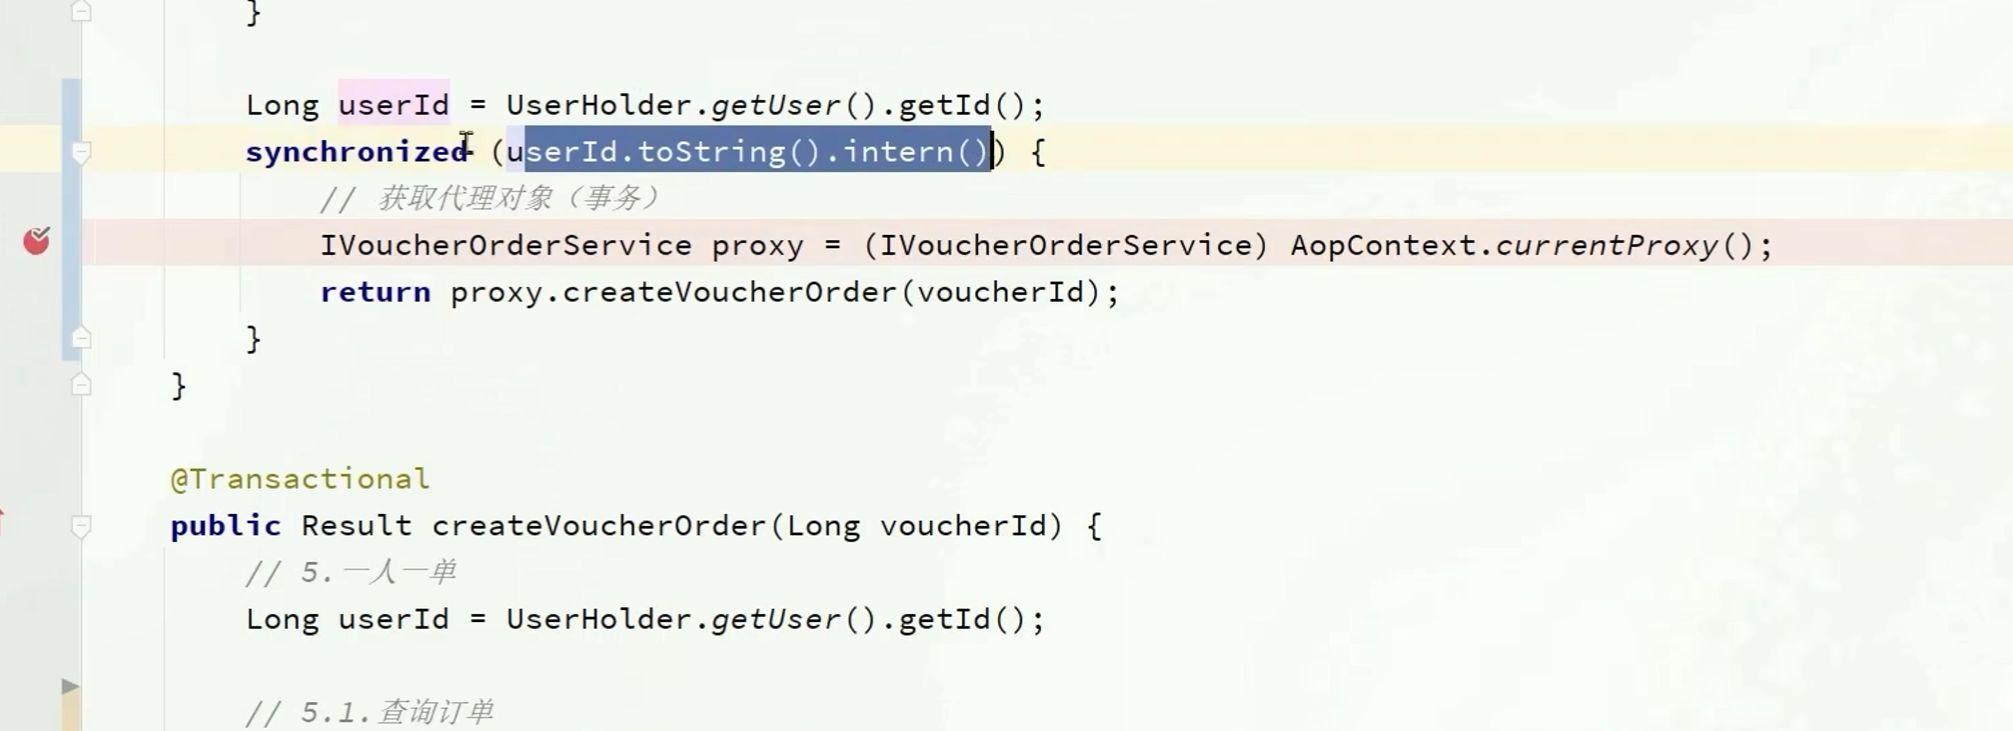 }
Long userId = UserHolder.getUser().getId();
synchronized (userId.toString().intern()) {
// 获取代理对象（事务）
IVoucherOrderService proxy = (IVoucherOrderService) AopContext.currentProxy();
return proxy.createVoucherOrder(voucherId);
}
}
@Transactional
public Result createVoucherOrder(Long voucherId) {
// 5.一人一单
Long userId = UserHolder.getUser().getId();
// 5.1.查询订单